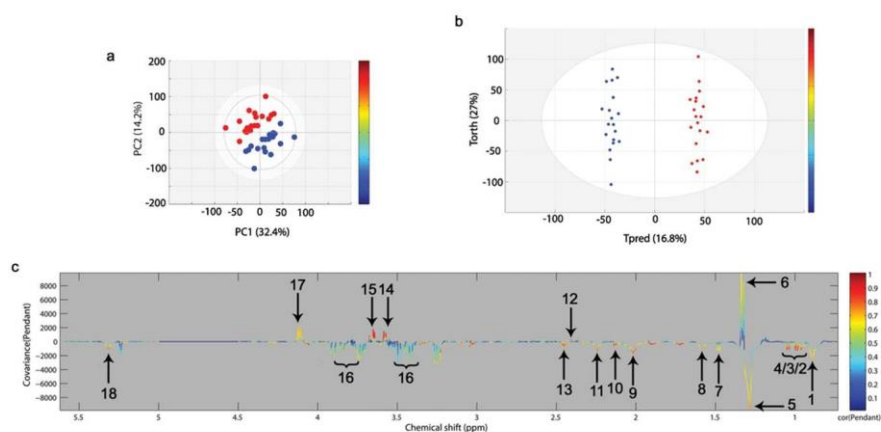 a
200
100
0
-100
-200
PC2 (14.2%)
-100 -50 0 50 100
PC1 (32.4%)
b
100
50
0
-50
-100
Torth (27%)
-100 -50 0 50 100
Tpred (16.8%)
c
8000
6000
4000
2000
0
-2000
-4000
-6000
-8000
Covariance(Pendant)
17 15 14 12 6
18 16 16 13 11 10 9 8 7 5 4/3/2 1
5.5 5 4.5 4 3.5 3 2.5 2 1.5 1
Chemical shift (ppm)
1
0.9
0.8
0.7
0.6
0.5
0.4
0.3
0.2
0.1
cor(Pendant)